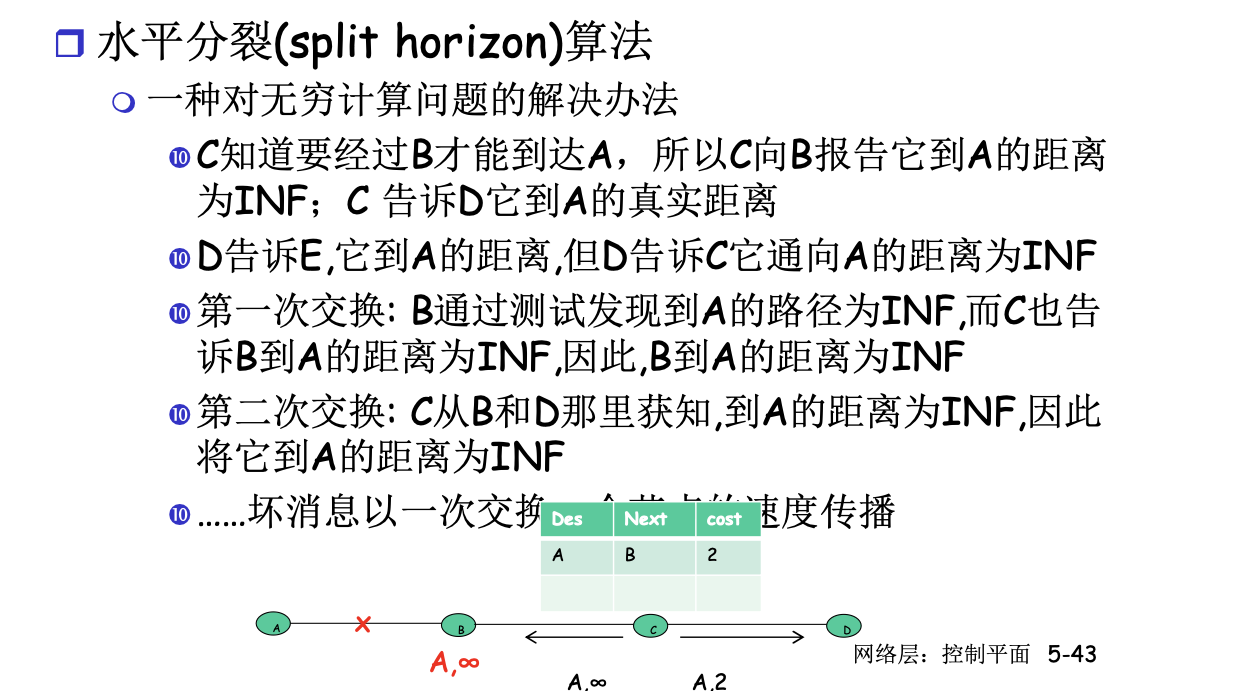 水平分裂(split horizon)算法
一种对无穷计算问题的解决办法
⑩ C知道要经过B才能到达A，所以C向B报告它到A的距离
为INF；C 告诉D它到A的真实距离
⑩ D告诉E,它到A的距离,但D告诉C它通向A的距离为INF
⑩ 第一次交换: B通过测试发现到A的路径为INF,而C也告
诉B到A的距离为INF,因此,B到A的距离为INF
⑩ 第二次交换: C从B和D那里获知,到A的距离为INF,因此
将它到A的距离为INF
⑩ ……坏消息以一次交换 速度传播
Des Next cost
A B 2
A B C D
×
A,∞
A,∞ A,2
网络层：控制平面 5-43